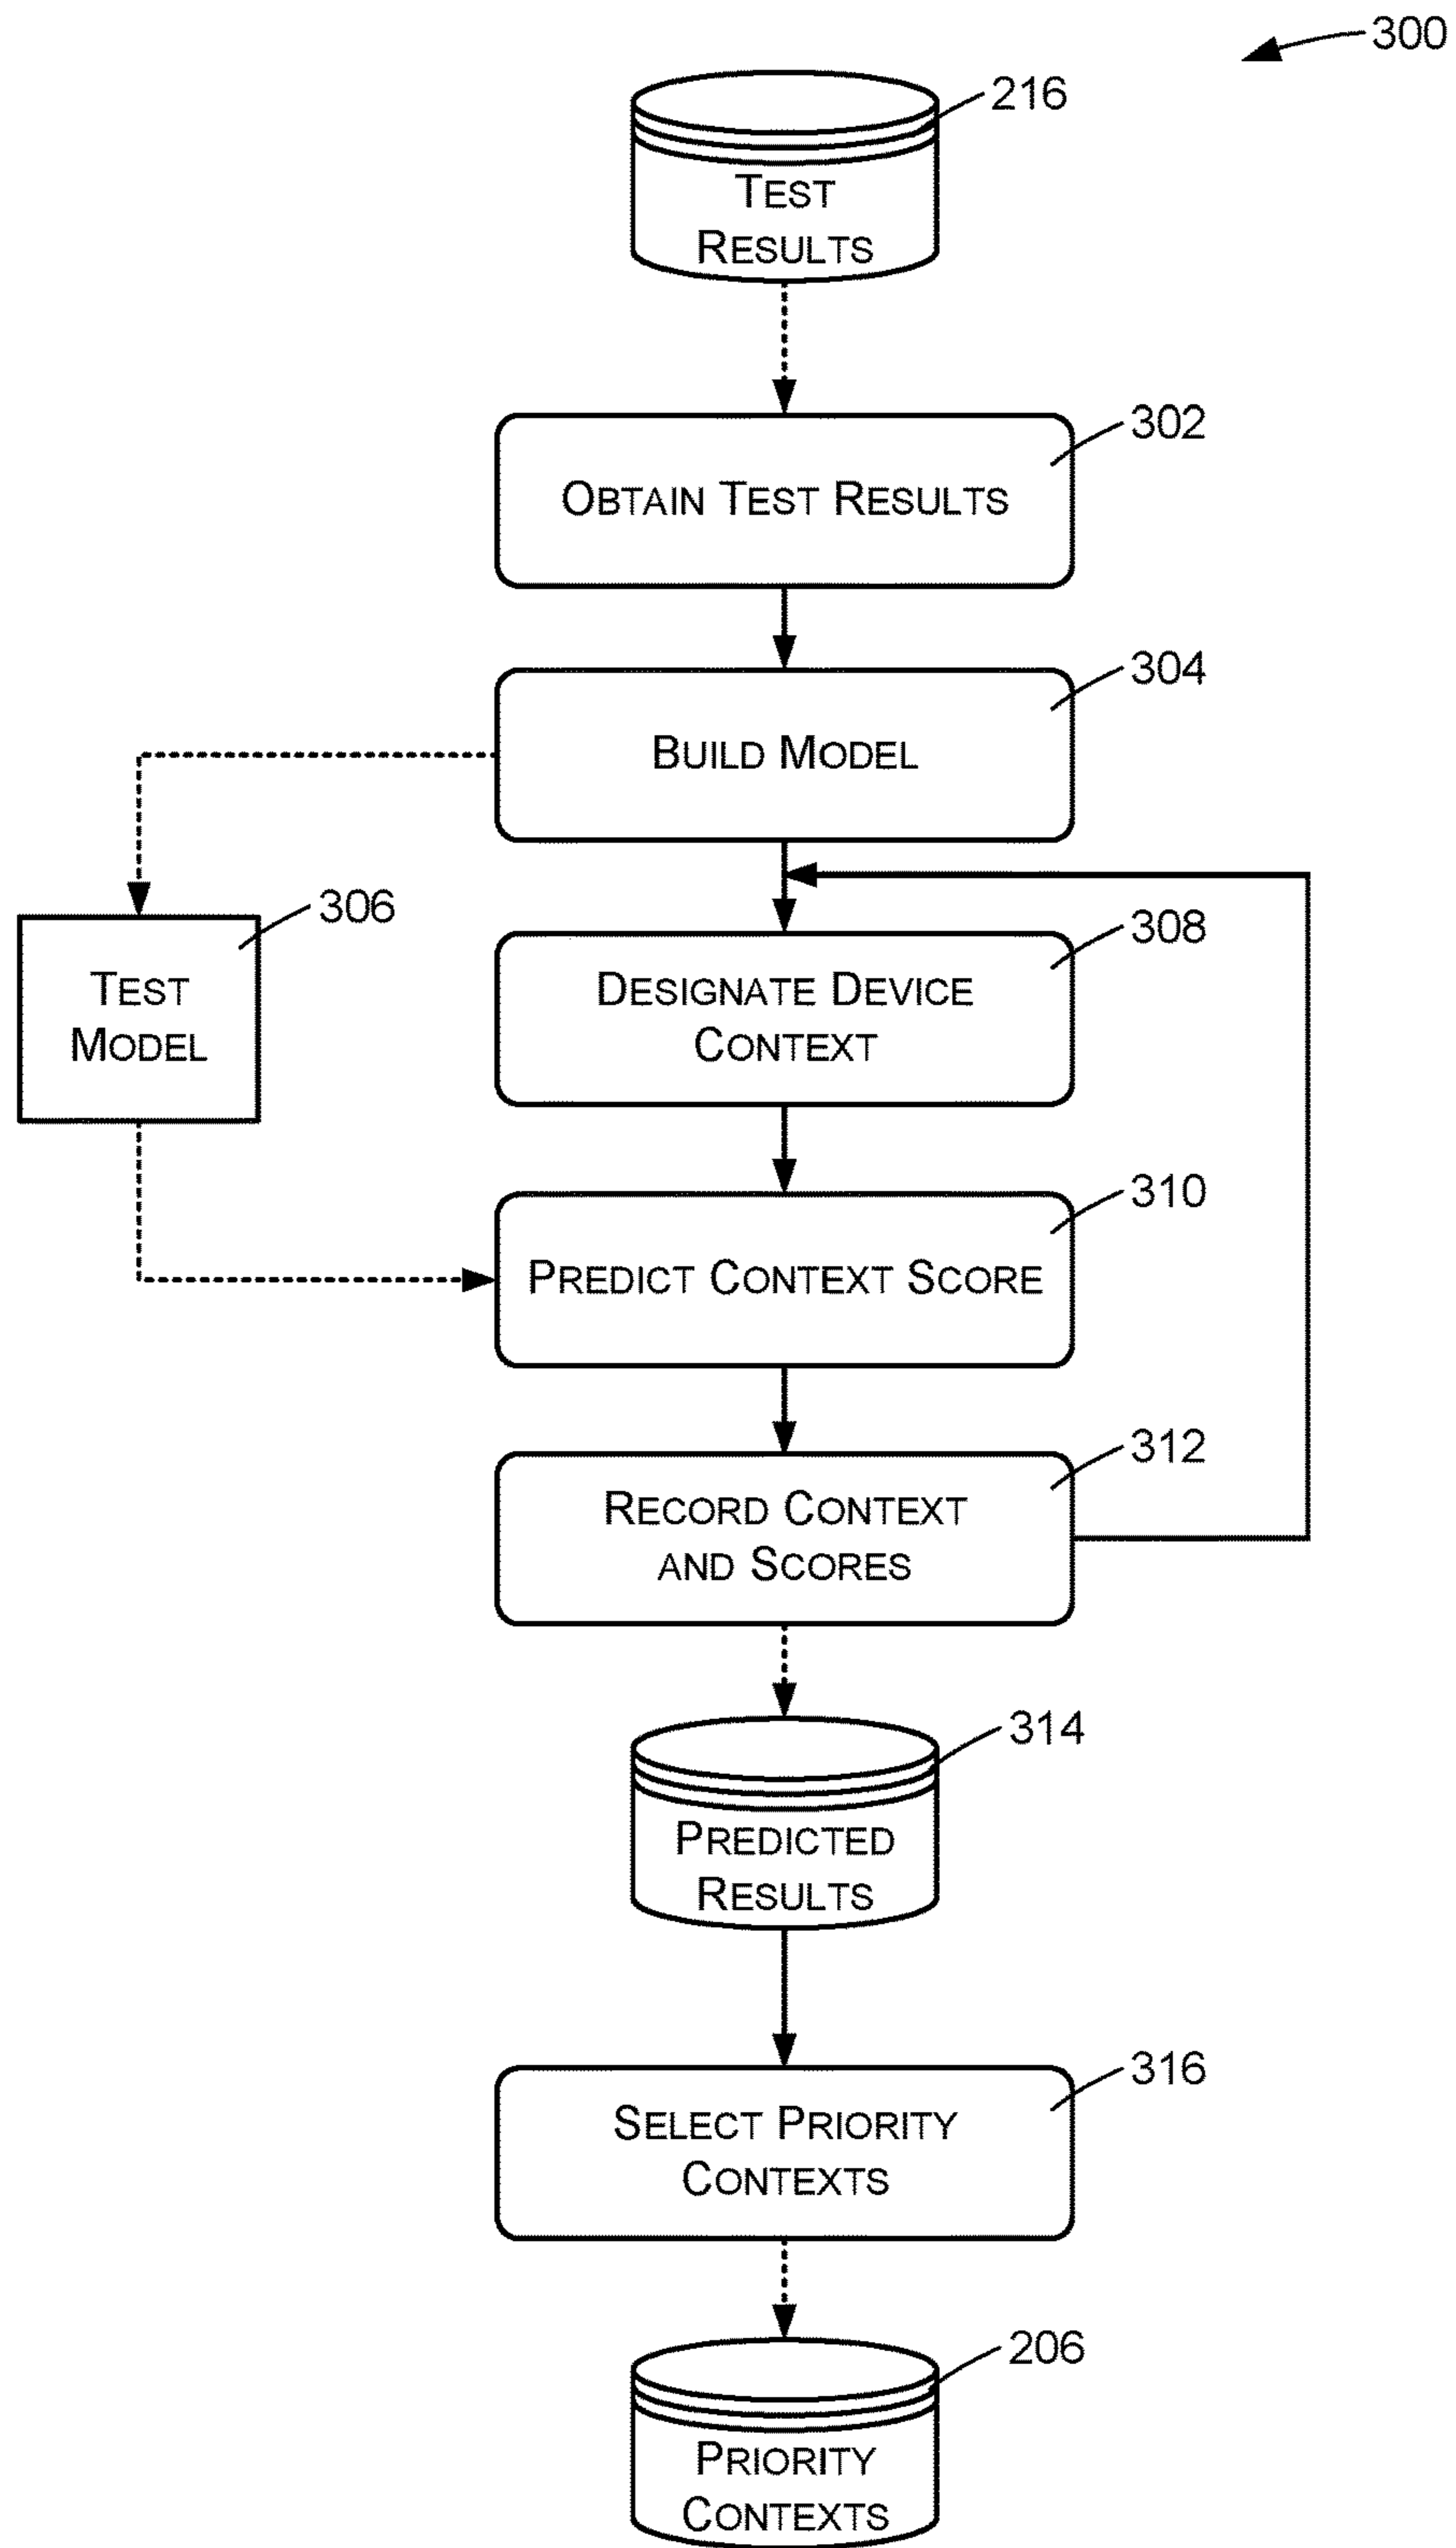 300
216
TEST
RESULTS
302
OBTAIN TEST RESULTS
304
BUILD MODEL
306
TEST
MODEL
308
DESIGNATE DEVICE
CONTEXT
310
PREDICT CONTEXT SCORE
312
RECORD CONTEXT
AND SCORES
314
PREDICTED
RESULTS
316
SELECT PRIORITY
CONTEXTS
206
PRIORITY
CONTEXTS